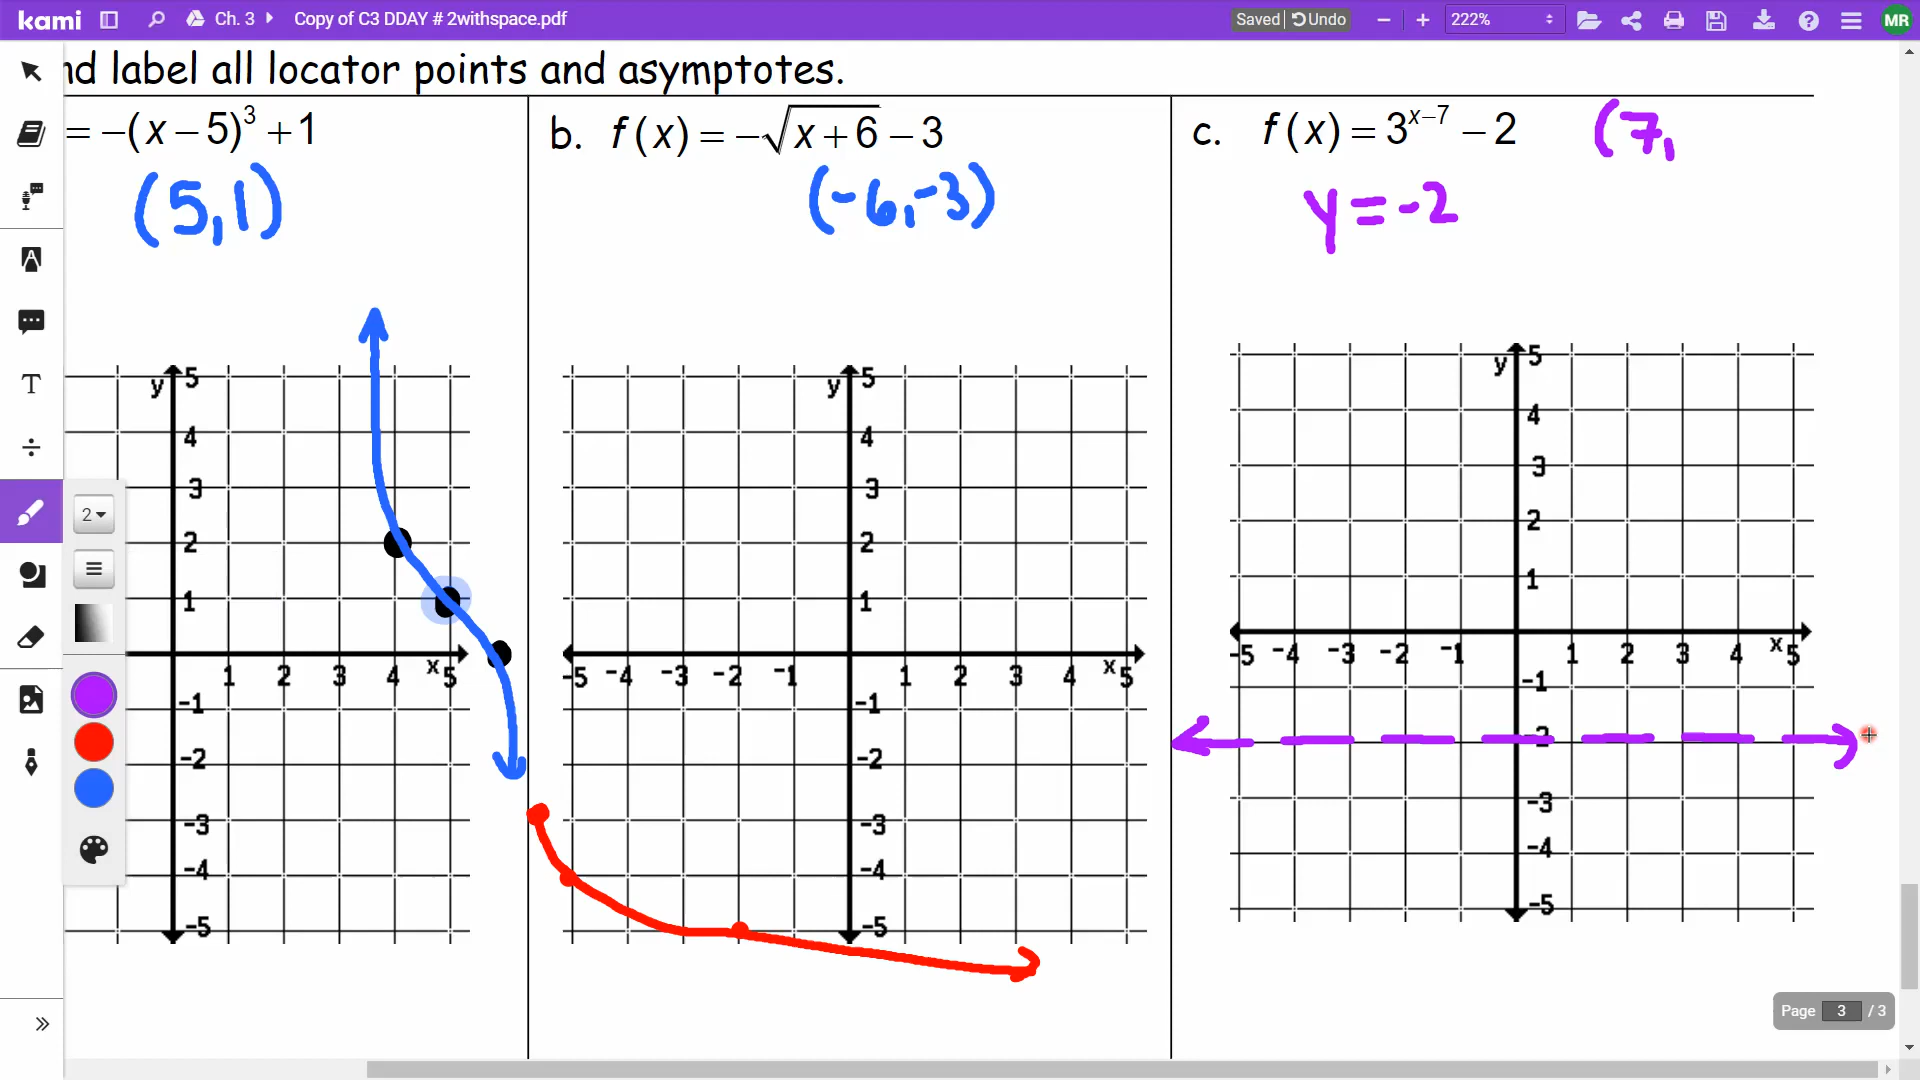 kami Ch. 3 Copy of C3 DDAY # 2withspace.pdf Saved Undo 222% MR
nd label all locator points and asymptotes.
= -(x-5)^3 + 1
(5,1)
y 5
4
3
2
1
1 2 3 4 x 5
-1
-2
-3
-4
-5
b. f(x) = -√x+6 - 3
(-6,-3)
y 5
4
3
2
1
-5 -4 -3 -2 -1 1 2 3 4 x 5
-1
-2
-3
-4
-5
c. f(x) = 3^x-7 - 2 (7,
y = -2
y 5
4
3
2
1
-5 -4 -3 -2 -1 1 2 3 4 x 5
-1
-2
-3
-4
-5
T
2
Page 3 / 3